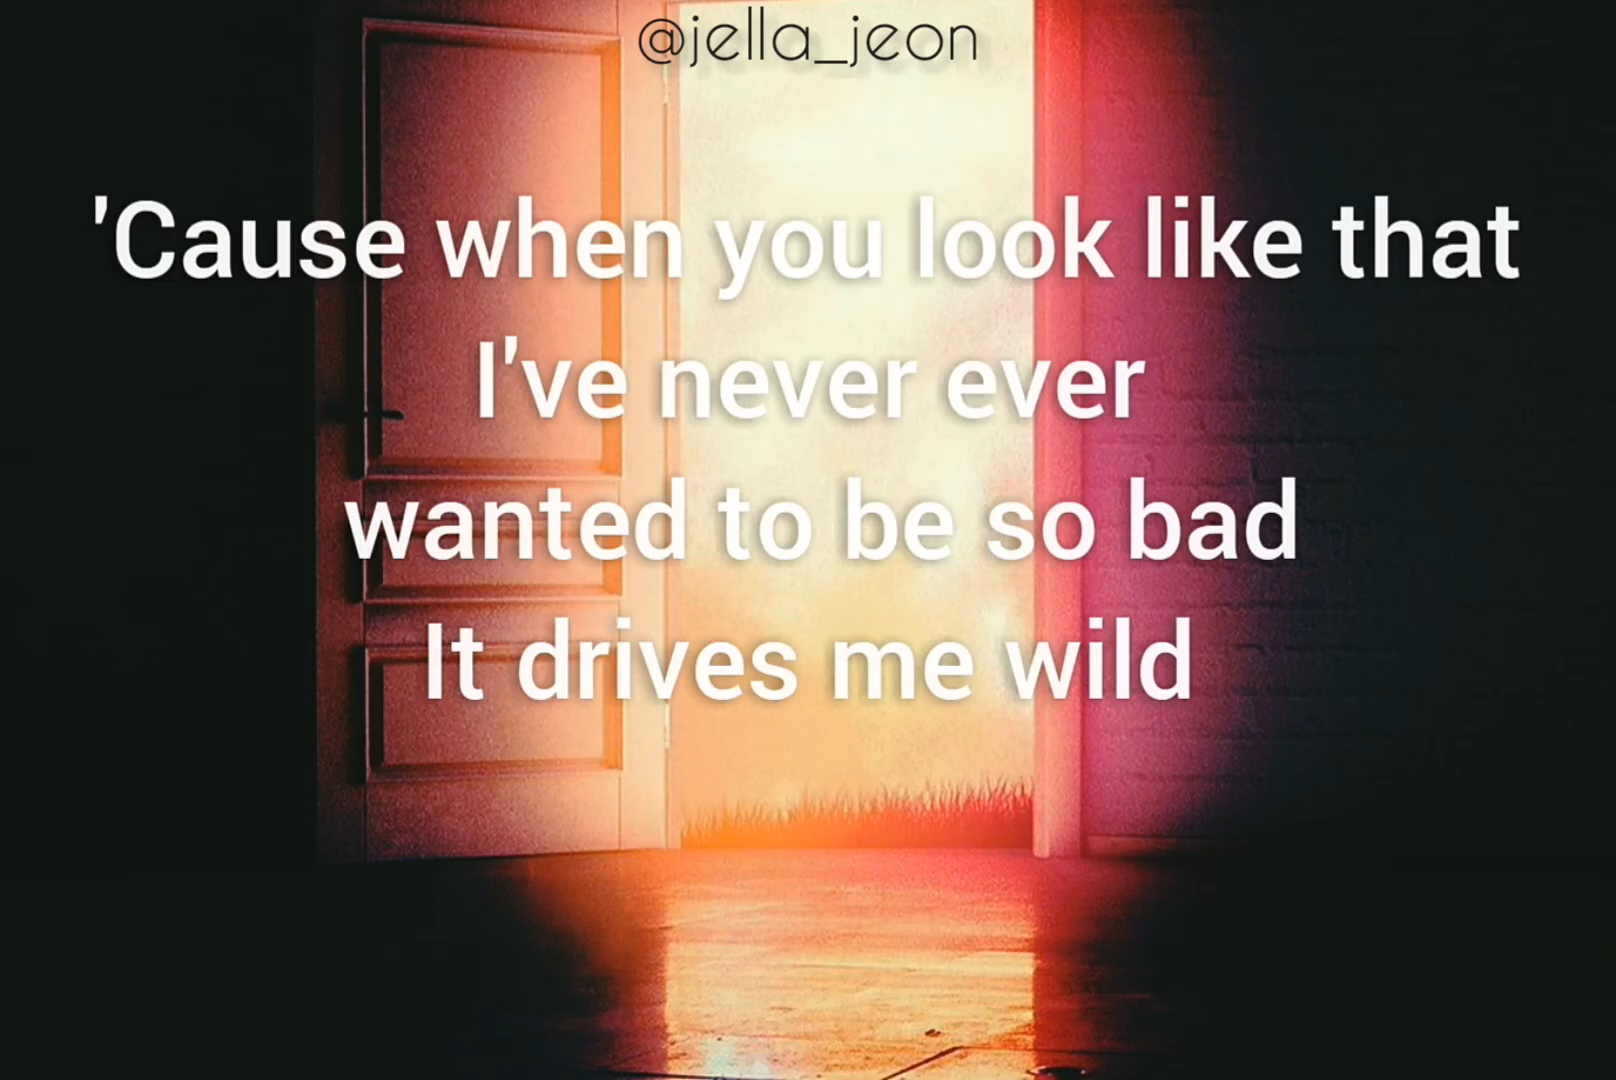 @jella_jeon
'Cause when you look like that
I've never ever
wanted to be so bad
It drives me wild